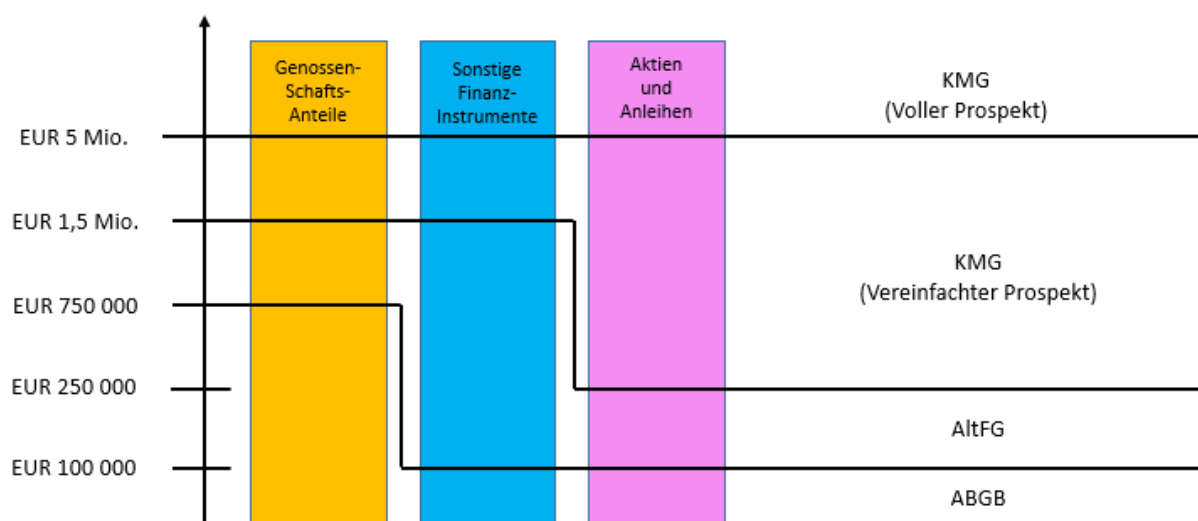 Genossen-
Schafts-
Anteile
Sonstige
Finanz-
Instrumente
Aktien
und
Anleihen
KMG
(Voller Prospekt)
EUR 5 Mio.
EUR 1,5 Mio.
KMG
(Vereinfachter Prospekt)
EUR 750 000
EUR 250 000
AltFG
EUR 100 000
ABGB